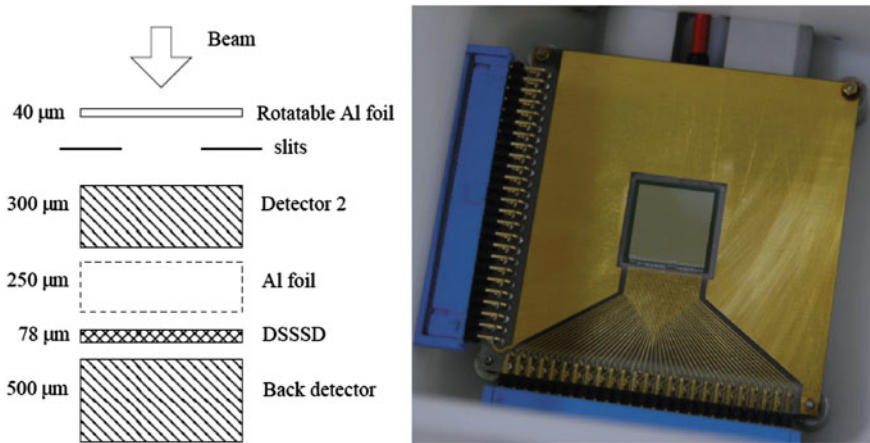 Beam
40 μm Rotatable Al foil
slits
300 μm Detector 2
250 μm Al foil
78 μm DSSSD
500 μm Back detector